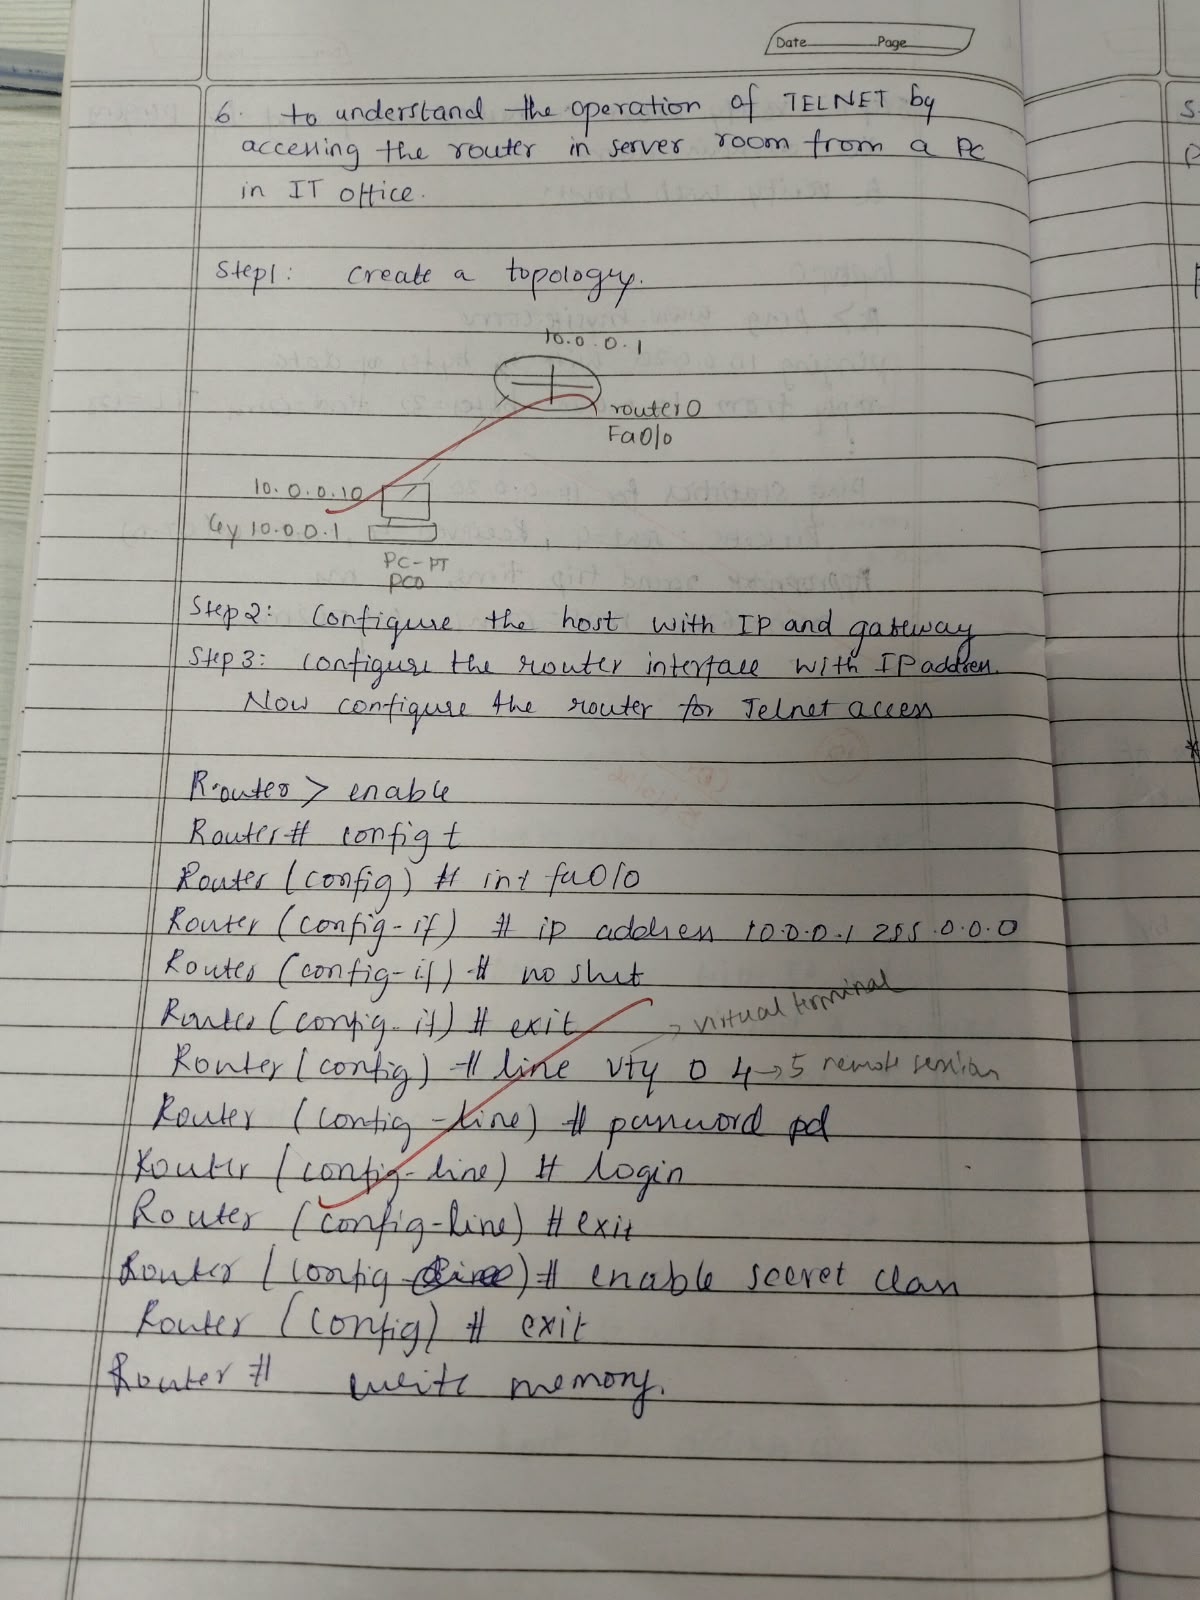 Date Page
6. to understand the operation of TELNET by
accessing the router in server room from a PC
in IT office.
Step1: create a topology.
10.0.0.1
router0
Fa0/0
10.0.0.10
Gy 10.0.0.1
PC-PT
PC0
Step2: Configure the host with IP and gateway
Step3: configure the router interface with IP address.
Now configure the router for Telnet access
Router > enable
Router # config t
Router (config) # int fa0/0
Router (config-if) # ip address 10.0.0.1 255.0.0.0
Router (config-if) # no shut
Router (config-if) # exit
→ virtual terminal
Router (config) # line vty 0 4 → 5 remote session
Router (config-line) # password pd
Router (config-line) # login
Router (config-line) # exit
Router (config) # enable secret class
Router (config) # exit
Router # write memory.